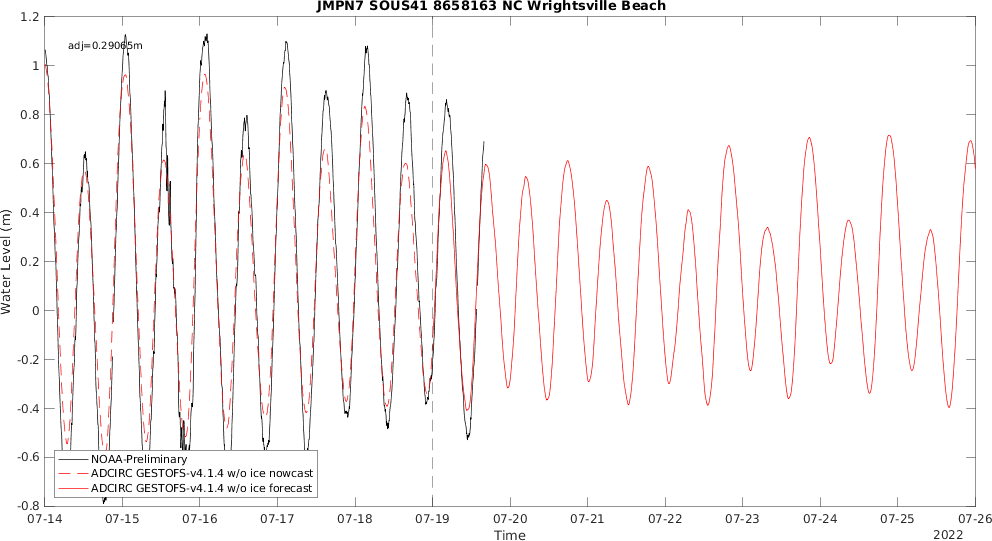 JMPN7 SOUS41 8658163 NC Wrightsville Beach
adj=0.29065m
Water Level (m)
1.2
1
0.8
0.6
0.4
0.2
0
-0.2
-0.4
-0.6
-0.8
NOAA-Preliminary
ADCIRC GESTOFS-v4.1.4 w/o ice nowcast
ADCIRC GESTOFS-v4.1.4 w/o ice forecast
07-14 07-15 07-16 07-17 07-18 07-19 07-20 07-21 07-22 07-23 07-24 07-25 07-26
Time
2022